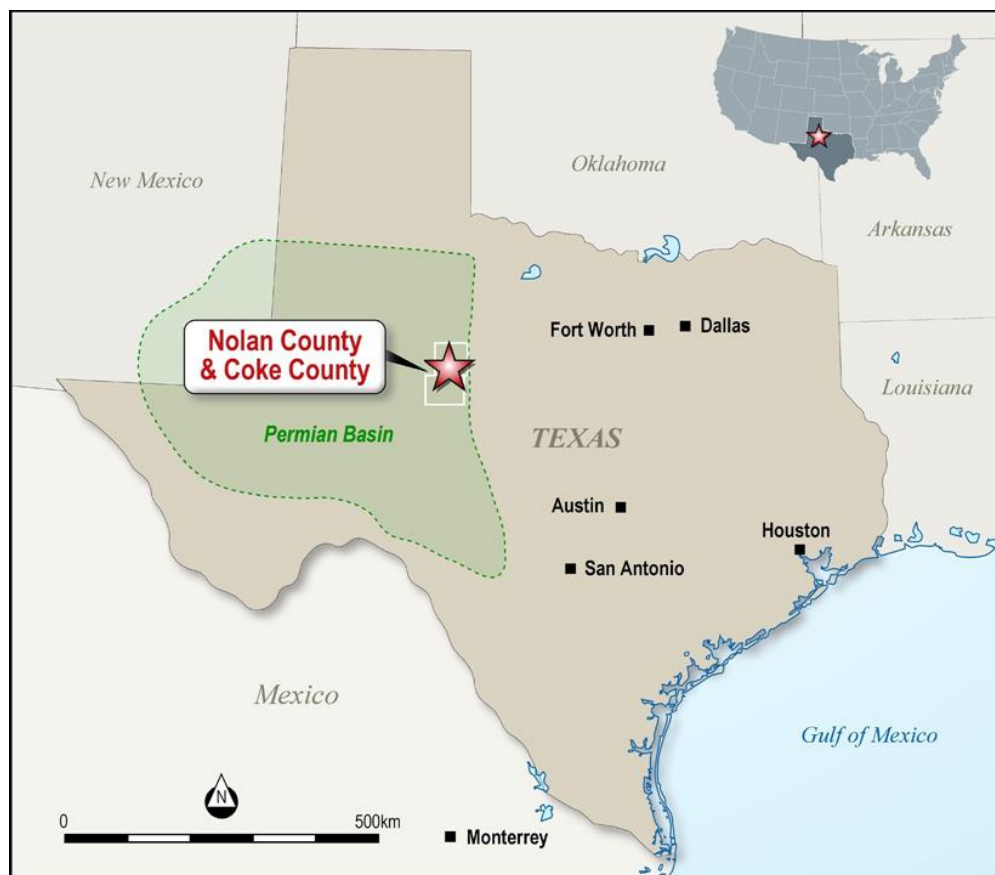 New Mexico
Oklahoma
Arkansas
Fort Worth
Dallas
Nolan County
& Coke County
Louisiana
Permian Basin
TEXAS
Austin
Houston
San Antonio
Mexico
Gulf of Mexico
N
0
500km
Monterrey